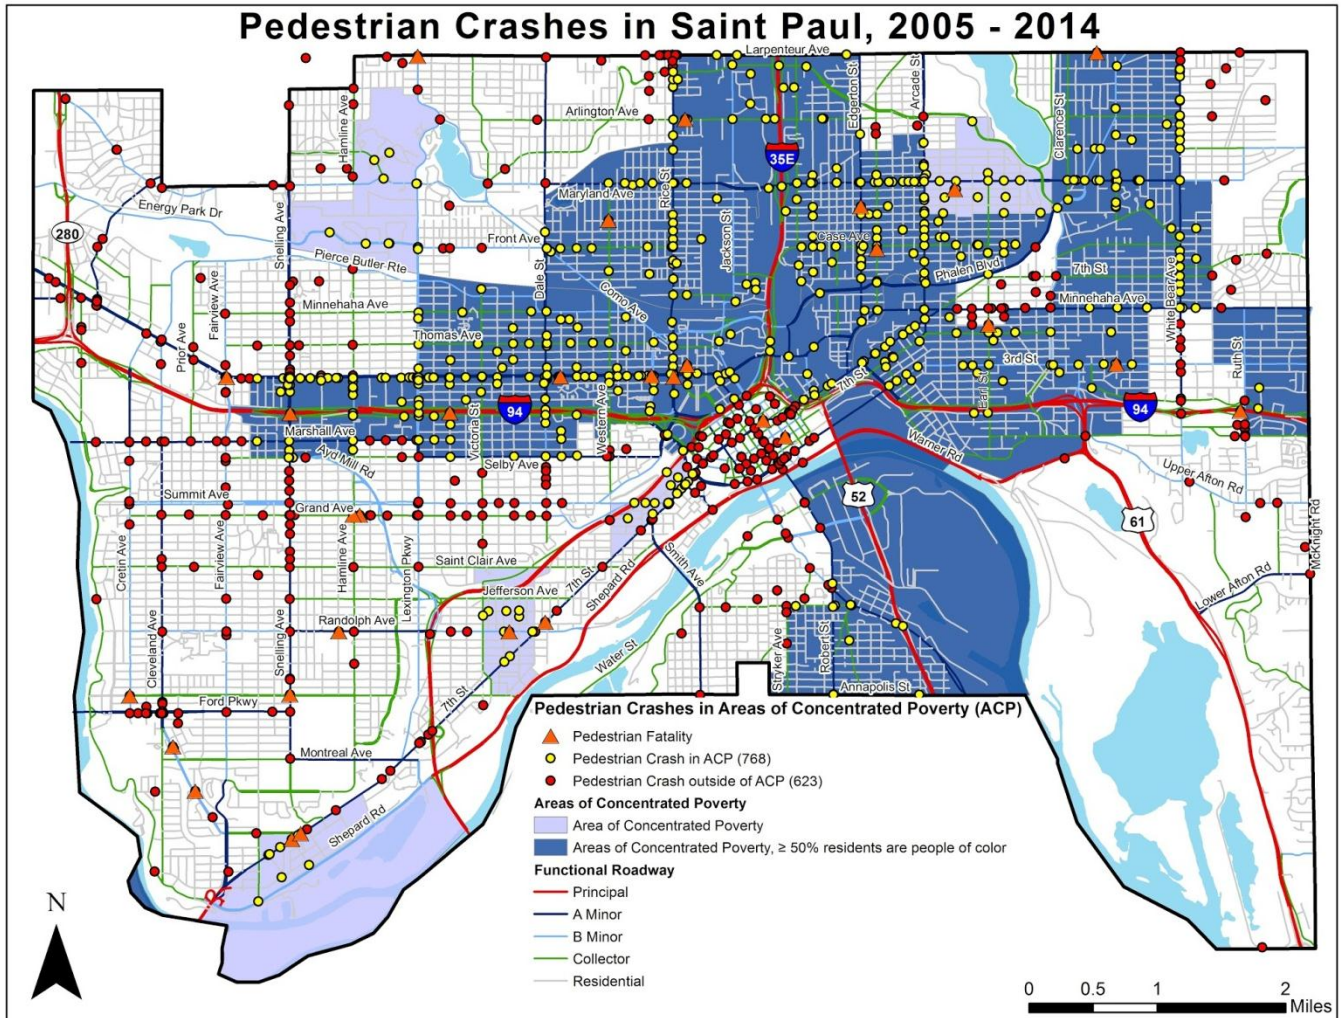 Pedestrian Crashes in Saint Paul, 2005 - 2014
Larpenteur Ave
Arlington Ave
Hamline Ave
Edgerton St
Arcade St
Clarence St
35E
Rice St
Maryland Ave
Energy Park Dr
280
Snelling Ave
Front Ave
Pierce Butler Rte
Jackson St
Case Ave
Phalen Blvd
7th St
Dale St
Como Ave
Fairview Ave
Minnehaha Ave
Minnehaha Ave
White Bear Ave
Prior Ave
Thomas Ave
3rd St
Ruth St
Earl St
7th St
Western Ave
94
94
Victoria St
Marshall Ave
Ayd Mill Rd
Selby Ave
Warner Rd
Upper Afton Rd
Summit Ave
Grand Ave
52
61
McKnight Rd
Cretin Ave
Fairview Ave
Hamline Ave
Lexington Pkwy
Saint Clair Ave
Smith Ave
7th St
Shepard Rd
Jefferson Ave
Lower Afton Rd
Cleveland Ave
Snelling Ave
Randolph Ave
Water St
Stryker Ave
Robert St
Ford Pkwy
7th St
Annapolis St
Montreal Ave
Shepard Rd
Pedestrian Crashes in Areas of Concentrated Poverty (ACP)
Pedestrian Fatality
Pedestrian Crash in ACP (768)
Pedestrian Crash outside of ACP (623)
Areas of Concentrated Poverty
Area of Concentrated Poverty
Areas of Concentrated Poverty, ≥ 50% residents are people of color
Functional Roadway
Principal
A Minor
B Minor
Collector
Residential
N
0 0.5 1 2
Miles